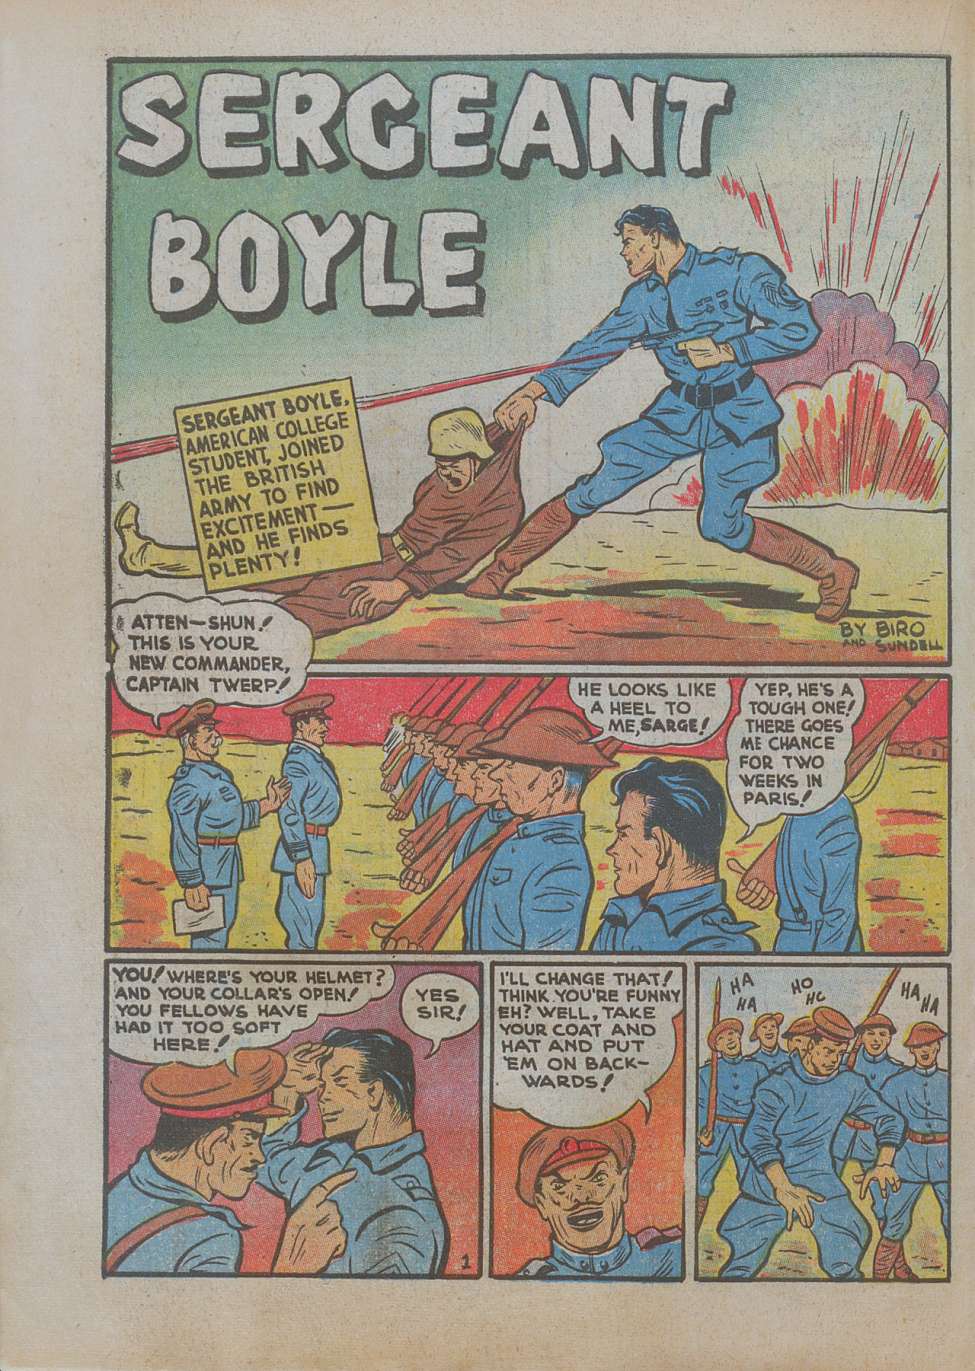 SERGEANT
BOYLE
SERGEANT BOYLE,
AMERICAN COLLEGE
STUDENT, JOINED
THE BRITISH
ARMY TO FIND
EXCITEMENT—
AND HE FINDS
PLENTY!
BY BIRO
AND SUNDELL
ATTEN-SHUN!
THIS IS YOUR
NEW COMMANDER,
CAPTAIN TWERP!
HE LOOKS LIKE
A HEEL TO
ME, SARGE!
YEP, HE'S A
TOUGH ONE!
THERE GOES
ME CHANCE
FOR TWO
WEEKS IN
PARIS!
YOU! WHERE'S YOUR HELMET?
AND YOUR COLLAR'S OPEN!
YOU FELLOWS HAVE
HAD IT TOO SOFT
HERE!
YES
SIR!
1
I'LL CHANGE THAT!
THINK YOU'RE FUNNY
EH? WELL, TAKE
YOUR COAT AND
HAT AND PUT
'EM ON BACK-
WARDS!
HA
HA
HO
HO
HA
HA